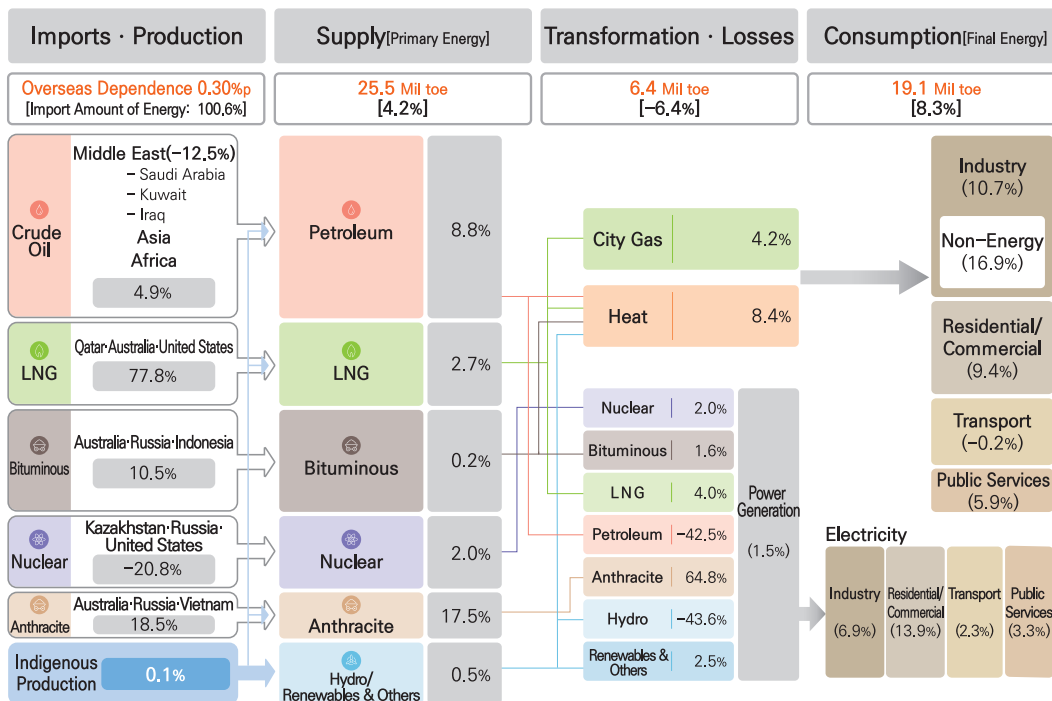 Imports · Production
Supply[Primary Energy]
Transformation · Losses
Consumption[Final Energy]
Overseas Dependence 0.30%p
[Import Amount of Energy: 100.6%]
25.5 Mil toe
[4.2%]
6.4 Mil toe
[−6.4%]
19.1 Mil toe
[8.3%]
Crude
Oil
Middle East(−12.5%)
− Saudi Arabia
− Kuwait
− Iraq
Asia
Africa
4.9%
LNG
Qatar·Australia·United States
77.8%
Bituminous
Australia·Russia·Indonesia
10.5%
Nuclear
Kazakhstan·Russia·
United States
−20.8%
Anthracite
Australia·Russia·Vietnam
18.5%
Indigenous
Production
0.1%
Petroleum
8.8%
LNG
2.7%
Bituminous
0.2%
Nuclear
2.0%
Anthracite
17.5%
Hydro/
Renewables & Others
0.5%
City Gas
4.2%
Heat
8.4%
Nuclear
2.0%
Bituminous
1.6%
LNG
4.0%
Petroleum
−42.5%
Anthracite
64.8%
Hydro
−43.6%
Renewables &
Others
2.5%
Power
Generation
(1.5%)
Industry
(10.7%)
Non−Energy
(16.9%)
Residential/
Commercial
(9.4%)
Transport
(−0.2%)
Public Services
(5.9%)
Electricity
Industry
(6.9%)
Residential/
Commercial
(13.9%)
Transport
(2.3%)
Public
Services
(3.3%)